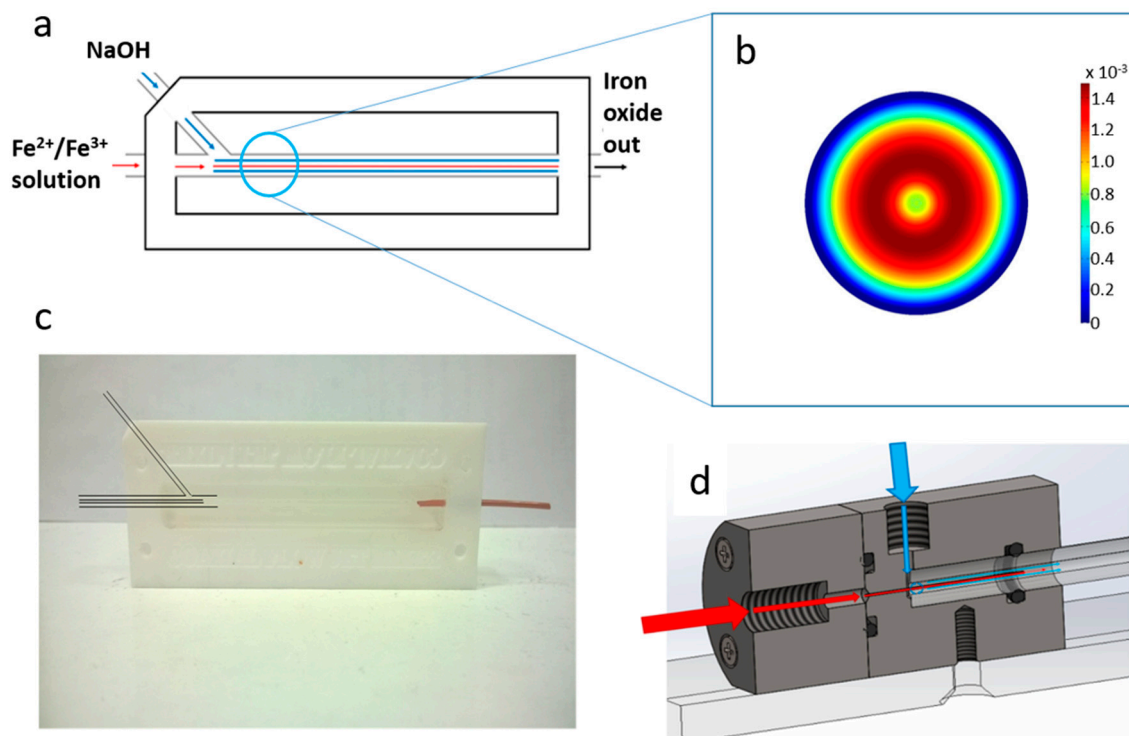 a
NaOH
Fe²⁺/Fe³⁺
solution
Iron
oxide
out
b
x 10⁻³
1.4
1.2
1.0
0.8
0.6
0.4
0.2
0
c
d